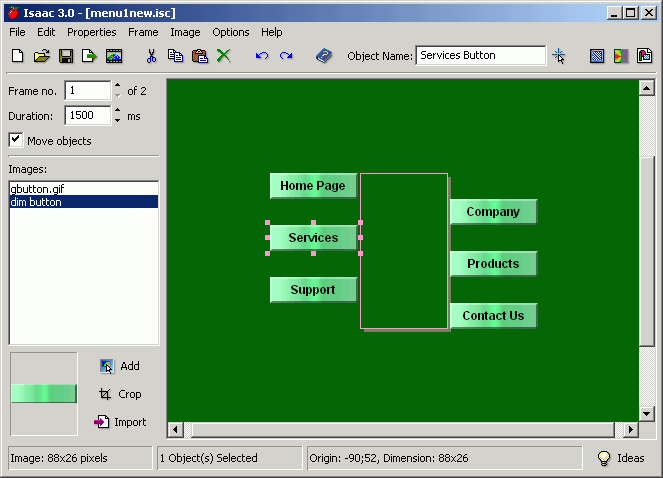 Isaac 3.0 - [menu1new.isc]
File Edit Properties Frame Image Options Help
Object Name: Services Button
Frame no. 1 of 2
Duration: 1500 ms
Move objects
Images:
gbutton.gif
dim button
Home Page
Company
Services
Products
Support
Contact Us
Add
Crop
Import
Image: 88x26 pixels
1 Object(s) Selected
Origin: -90;52, Dimension: 88x26
Ideas